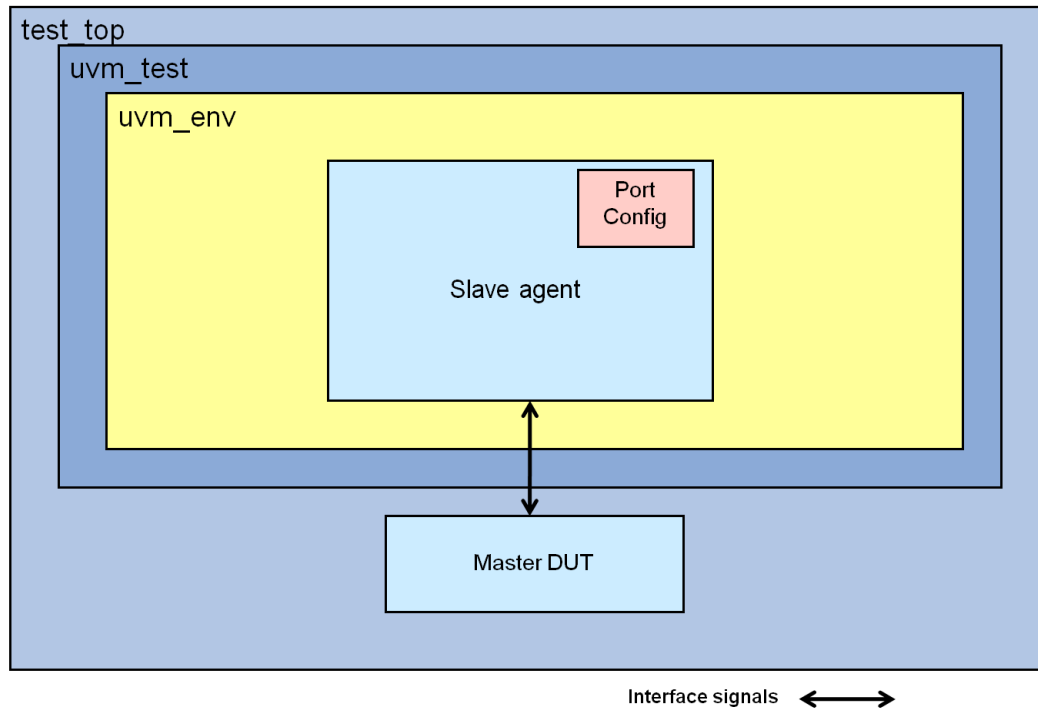 test_top
uvm_test
uvm_env
Port
Config
Slave agent
Master DUT
Interface signals